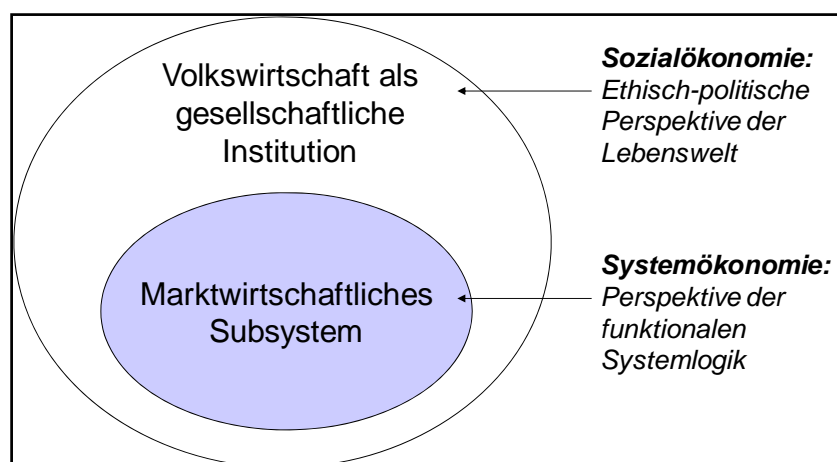 Volkswirtschaft als
gesellschaftliche
Institution
Sozialökonomie:
Ethisch-politische
Perspektive der
Lebenswelt
Marktwirtschaftliches
Subsystem
Systemökonomie:
Perspektive der
funktionalen
Systemlogik